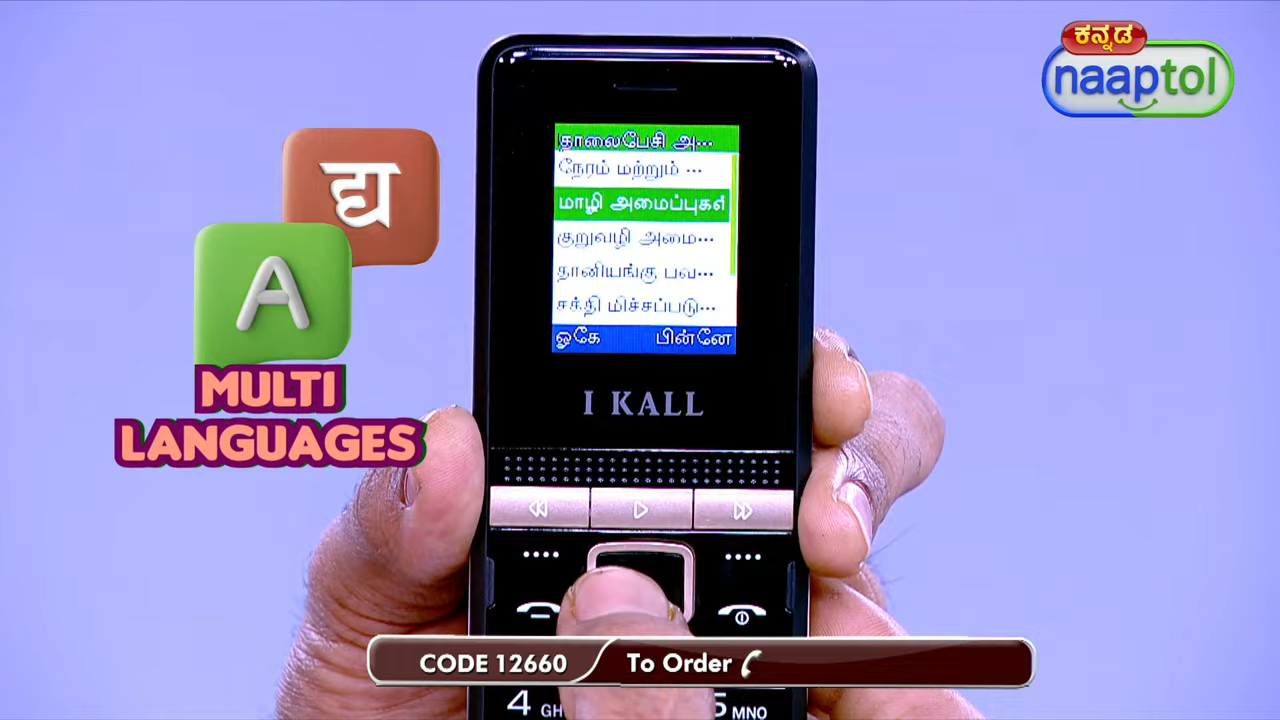 ಕನ್ನಡ
naaptol
தாலைபேசி அ...
நேரம் மற்றும் ...
மாழி அமைப்புகள்
குறுவழி அமை...
தானியங்கு பவ...
சக்தி மிச்சப்படு...
ஓகே பின்னே
द्य
A
MULTI
LANGUAGES
I KALL
CODE 12660 To Order
4 GH
5 MNO